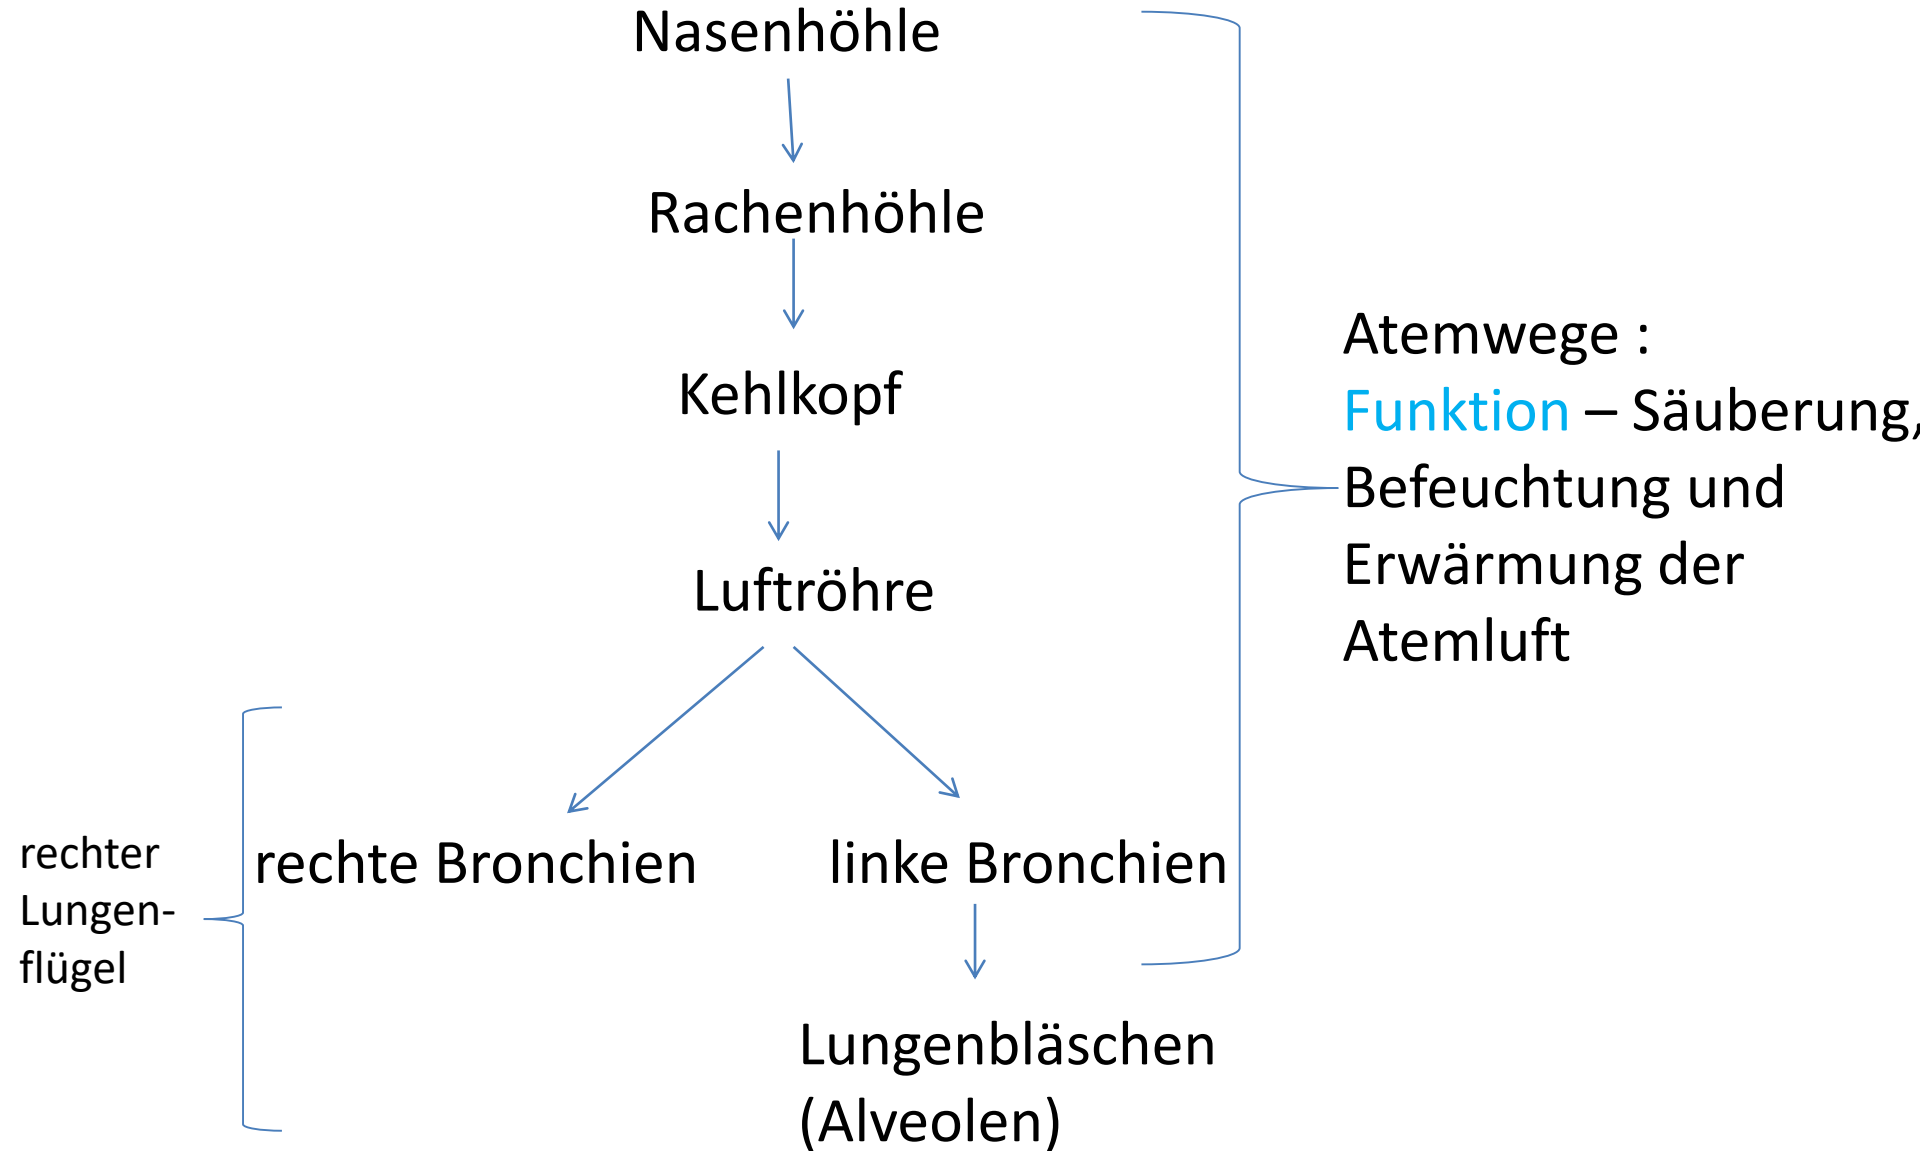 Nasenhöhle
Rachenhöhle
Kehlkopf
Luftröhre
Atemwege :
Funktion – Säuberung,
Befeuchtung und
Erwärmung der
Atemluft
rechter
Lungen-
flügel
rechte Bronchien
linke Bronchien
Lungenbläschen
(Alveolen)